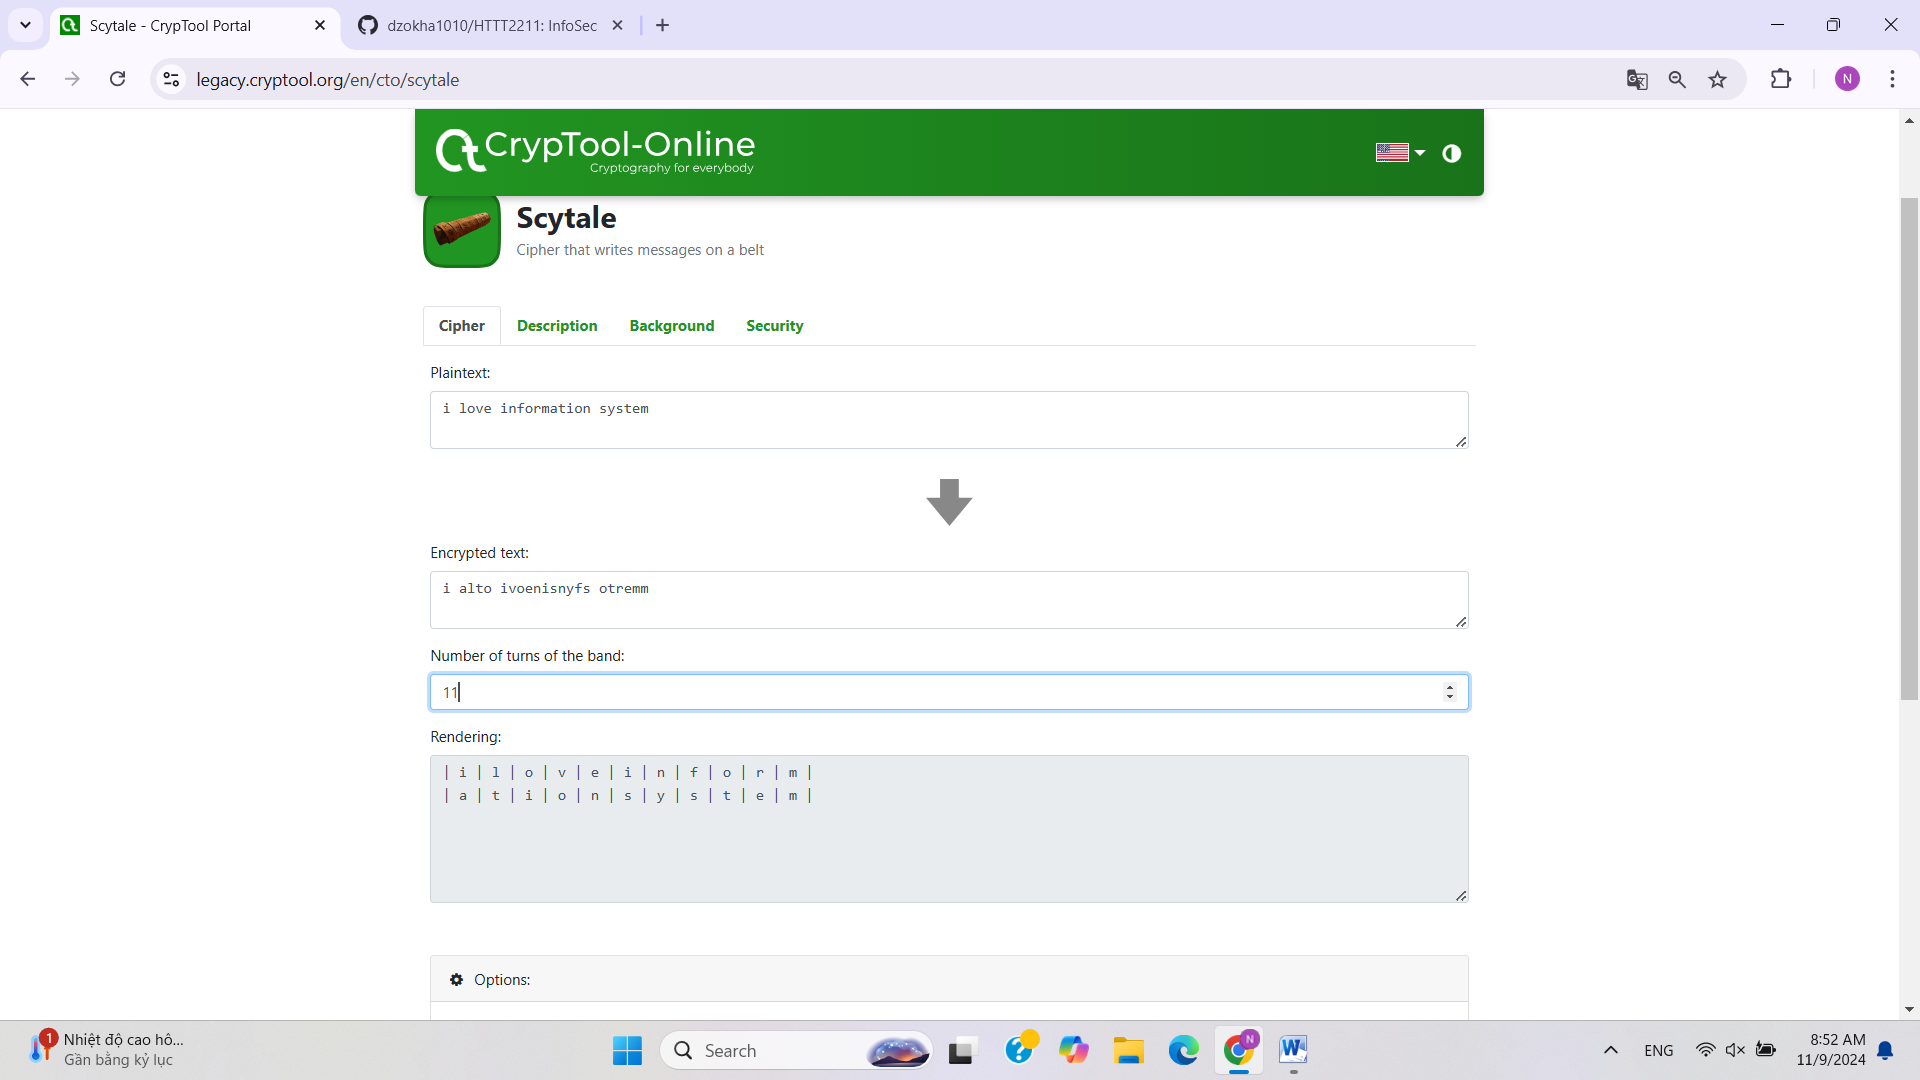 Scytale - CrypTool Portal
dzokha1010/HTTT2211: InfoSec
legacy.cryptool.org/en/cto/scytale
N
CrypTool-Online
Cryptography for everybody
Scytale
Cipher that writes messages on a belt
Cipher Description Background Security
Plaintext:
i love information system
Encrypted text:
i alto ivoenisnyfs otremm
Number of turns of the band:
11
Rendering:
| i | l | o | v | e | i | n | f | o | r | m |
| a | t | i | o | n | s | y | s | t | e | m |
Options:
1
Nhiệt độ cao hô...
Gần bằng kỷ lục
Search
N
ENG
8:52 AM
11/9/2024